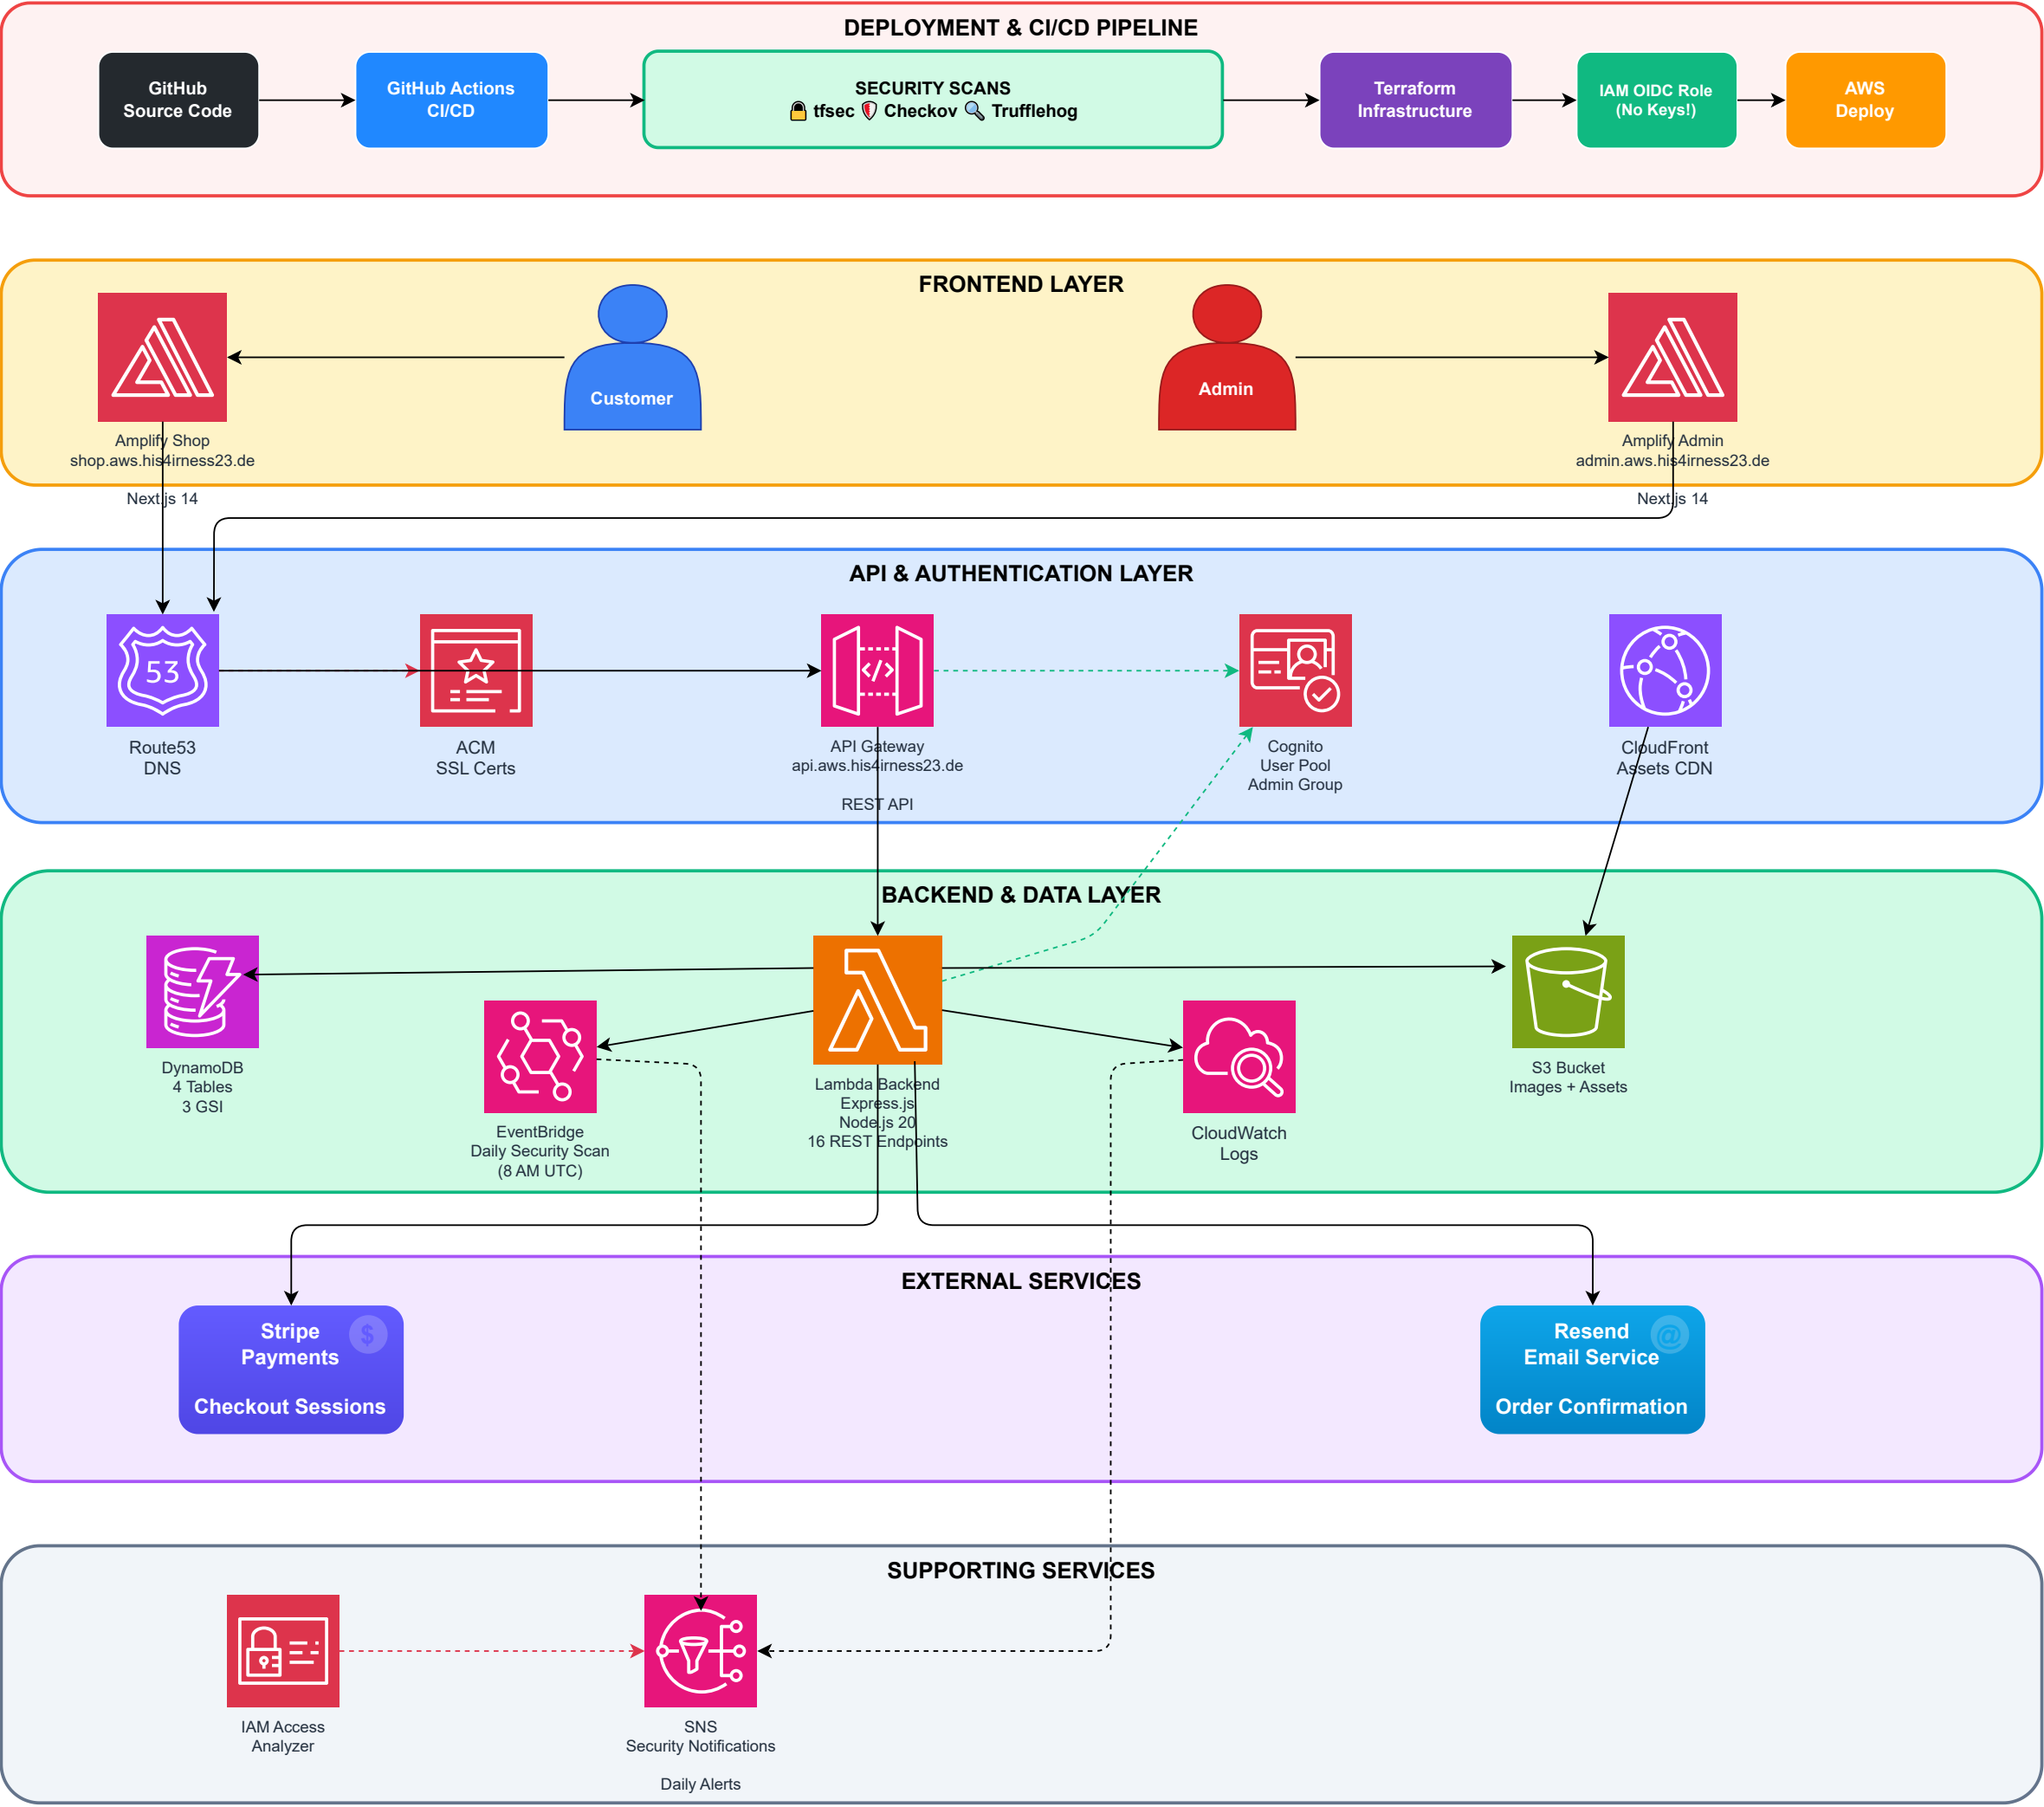 DEPLOYMENT & CI/CD PIPELINE
GitHub
Source Code
GitHub Actions
CI/CD
SECURITY SCANS
🔒 tfsec 🛡 Checkov 🔍 Trufflehog
Terraform
Infrastructure
IAM OIDC Role
(No Keys!)
AWS
Deploy
FRONTEND LAYER
Customer
Admin
Amplify Shop
shop.aws.his4irness23.de
Next.js 14
Amplify Admin
admin.aws.his4irness23.de
Next.js 14
API & AUTHENTICATION LAYER
53
Route53
DNS
ACM
SSL Certs
API Gateway
api.aws.his4irness23.de
REST API
Cognito
User Pool
Admin Group
CloudFront
Assets CDN
BACKEND & DATA LAYER
DynamoDB
4 Tables
3 GSI
EventBridge
Daily Security Scan
(8 AM UTC)
Lambda Backend
Express.js
Node.js 20
16 REST Endpoints
CloudWatch
Logs
S3 Bucket
Images + Assets
EXTERNAL SERVICES
Stripe
Payments
$
Checkout Sessions
Resend
Email Service
@
Order Confirmation
SUPPORTING SERVICES
IAM Access
Analyzer
SNS
Security Notifications
Daily Alerts